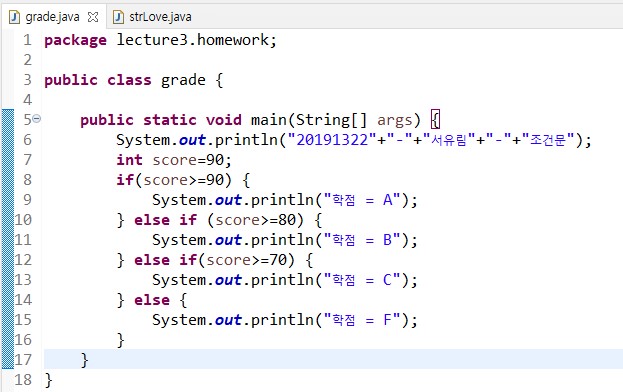 grade.java strLove.java
1 package lecture3.homework;
2
3 public class grade {
4
5 public static void main(String[] args) {
6 System.out.println("20191322"+"-"+"서유림"+"-"+"조건문");
7 int score=90;
8 if(score>=90) {
9 System.out.println("학점 = A");
10 } else if (score>=80) {
11 System.out.println("학점 = B");
12 } else if(score>=70) {
13 System.out.println("학점 = C");
14 } else {
15 System.out.println("학점 = F");
16 }
17 }
18 }